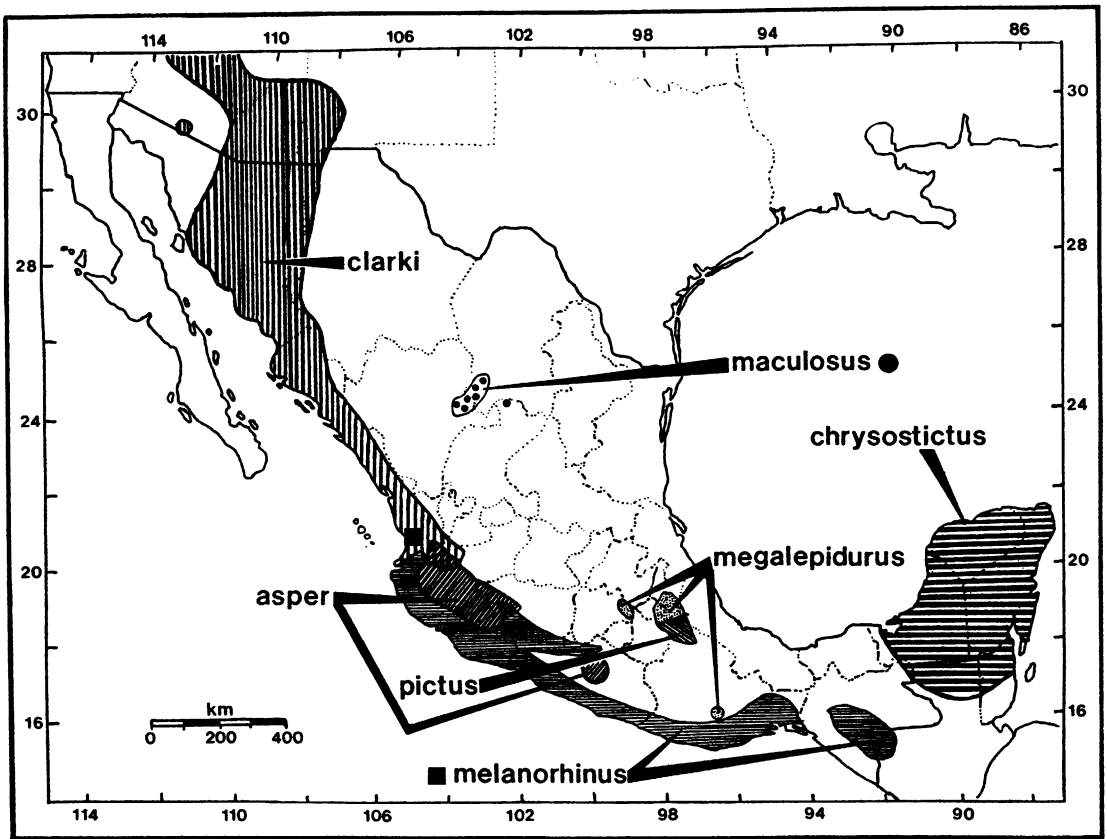 114 110 106 102 98 94 90 86
30 30
28 28
clarki
maculosus
24 24
chrysostictus
20 20
megalepidurus
asper
pictus
16 16
km
0 200 400
melanorhinus
114 110 106 102 98 94 90